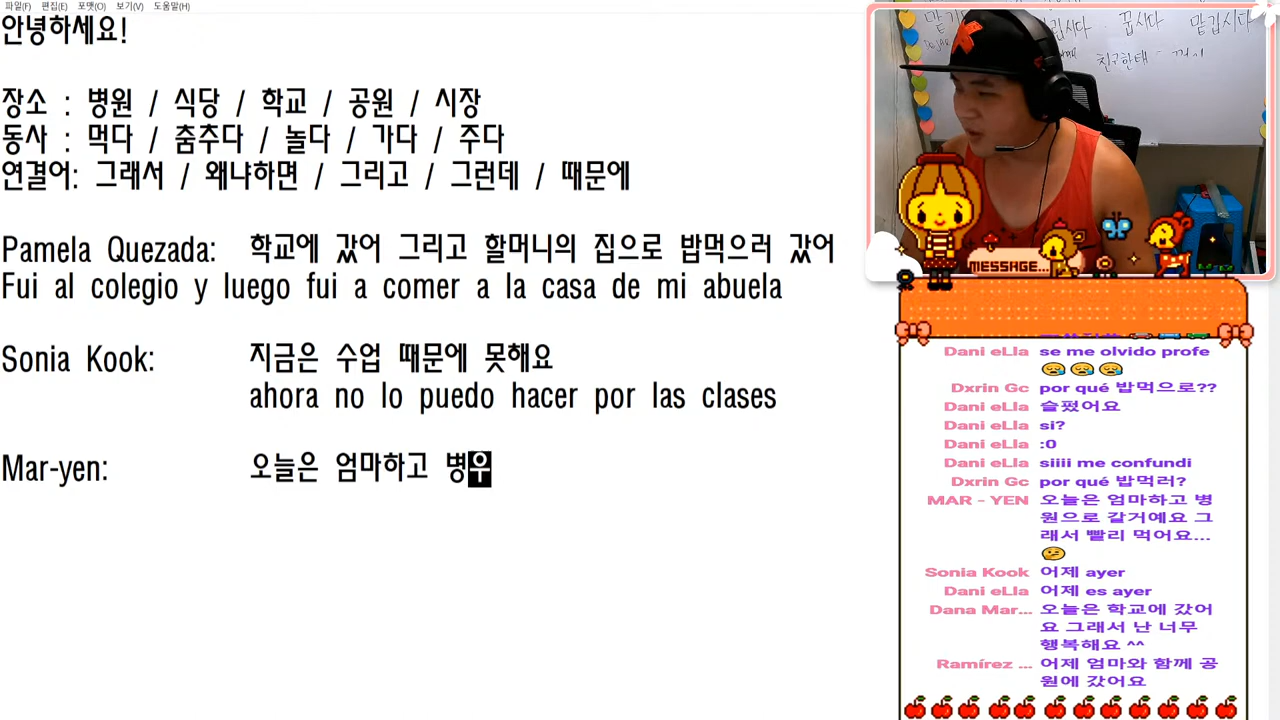 파일(F) 편집(E) 포맷(O) 보기(V) 도움말(H)
안녕하세요!
장소 : 병원 / 식당 / 학교 / 공원 / 시장
동사 : 먹다 / 춤추다 / 놀다 / 가다 / 주다
연결어: 그래서 / 왜냐하면 / 그리고 / 그런데 / 때문에
Pamela Quezada: 학교에 갔어 그리고 할머니의 집으로 밥먹으러 갔어
Fui al colegio y luego fui a comer a la casa de mi abuela
Sonia Kook: 지금은 수업 때문에 못해요
ahora no lo puedo hacer por las clases
Mar-yen: 오늘은 엄마하고 병우
꿉시다
친구한태
MESSAGE...
Dani eLla se me olvido profe
Dxrin Gc por qué 밥먹으로??
Dani eLla 슬펐어요
Dani eLla si?
Dani eLla :0
Dani eLla siiii me confundi
Dxrin Gc por qué 밥먹러?
MAR - YEN 오늘은 엄마하고 병
원으로 갈거예요 그
래서 빨리 먹어요...
Sonia Kook 어제 ayer
Dani eLla 어제 es ayer
Dana Mar... 오늘은 학교에 갔어
요 그래서 난 너무
행복해요 ^^
Ramírez ... 어제 엄마와 함께 공
원에 갔어요